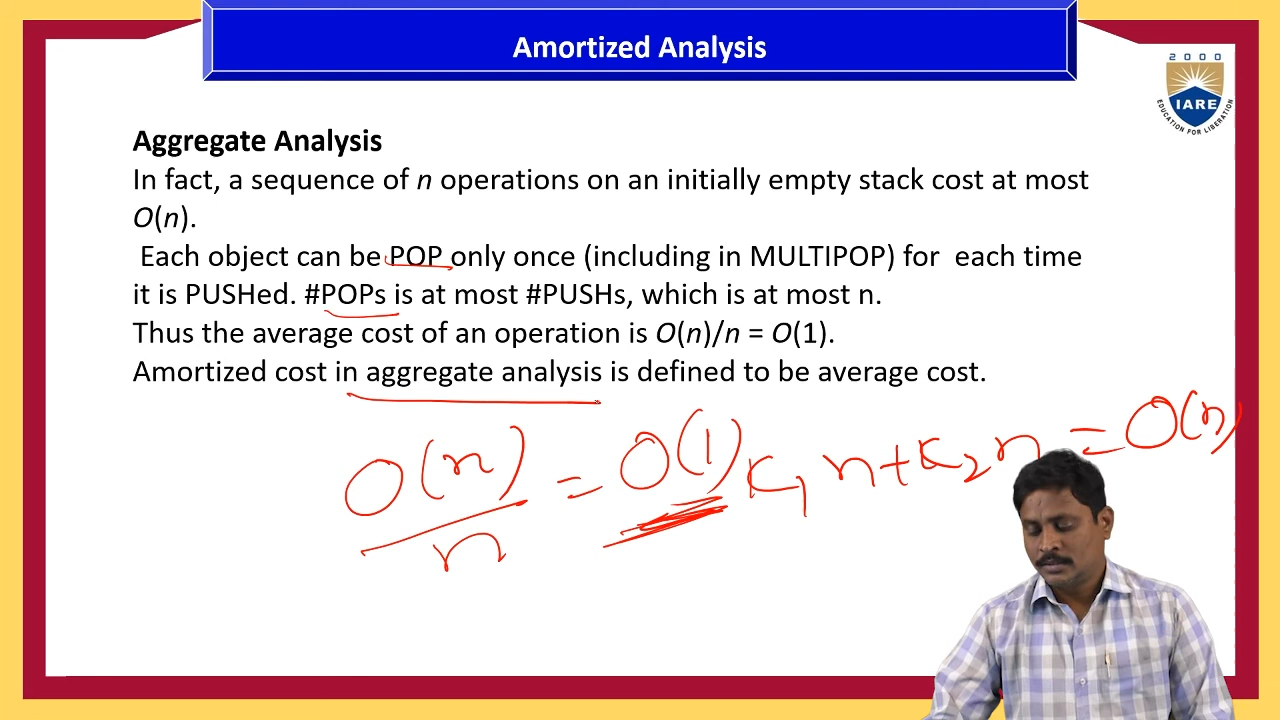 Amortized Analysis
2000
IARE
EDUCATION FOR LIBERATION
Aggregate Analysis
In fact, a sequence of n operations on an initially empty stack cost at most
O(n).
Each object can be POP only once (including in MULTIPOP) for each time
it is PUSHed. #POPs is at most #PUSHs, which is at most n.
Thus the average cost of an operation is O(n)/n = O(1).
Amortized cost in aggregate analysis is defined to be average cost.
O(n)/n = O(1) K₁n+K₂n = O(n)